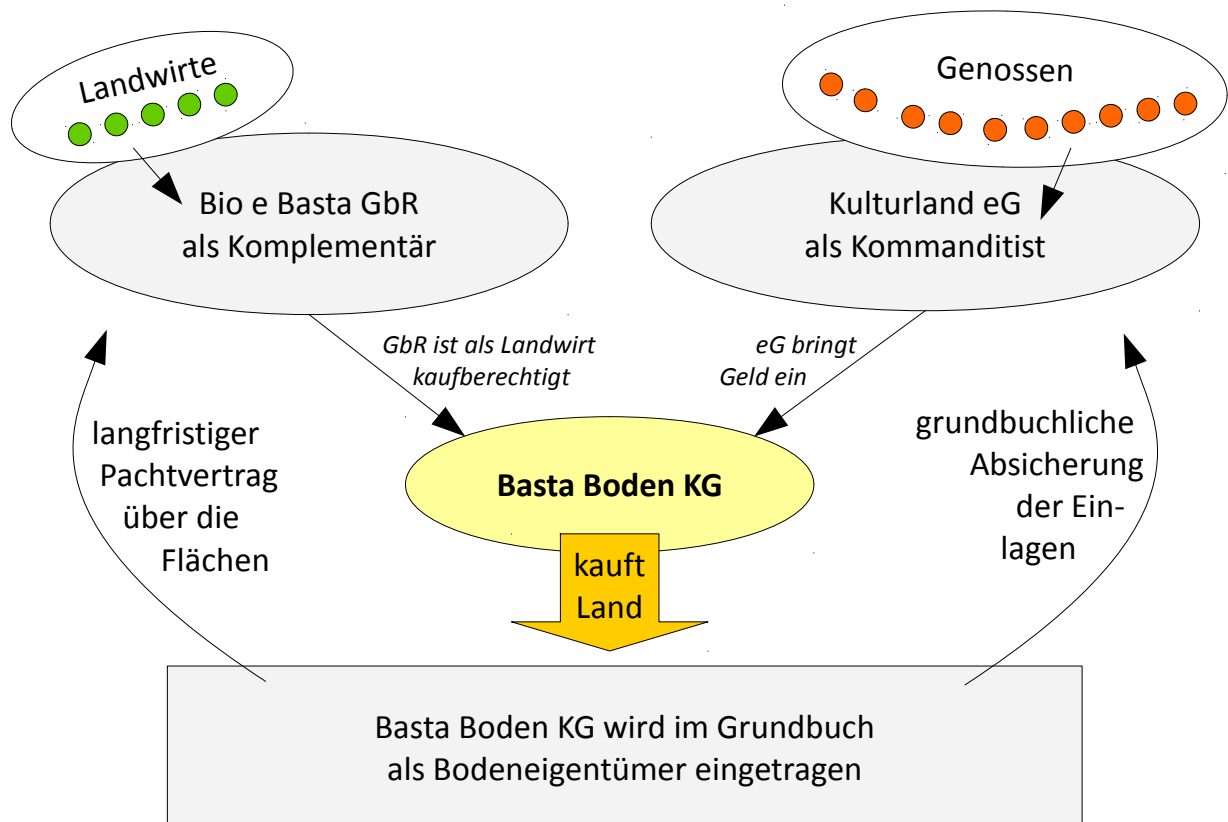 Landwirte
Genossen
Bio e Basta GbR
als Komplementär
Kulturland eG
als Kommanditist
GbR ist als Landwirt
kaufberechtigt
eG bringt
Geld ein
langfristiger
Pachtvertrag
über die
Flächen
grundbuchliche
Absicherung
der Ein-
lagen
Basta Boden KG
kauft
Land
Basta Boden KG wird im Grundbuch
als Bodeneigentümer eingetragen